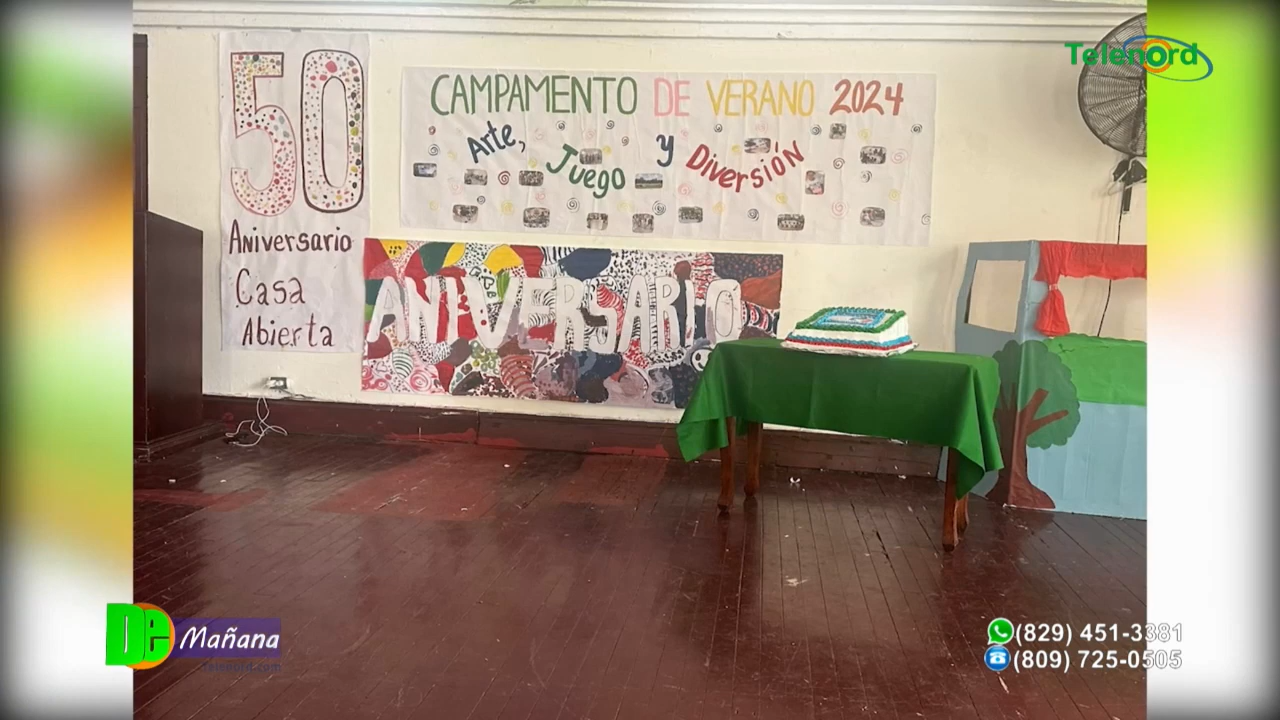 50
Aniversario
Casa
Abierta
CAMPAMENTO DE VERANO 2024
Arte,
Juego
y
Diversión
ANIVERSARIO
Telenord
De Mañana
Telenord.com
(829) 451-3381
(809) 725-0505